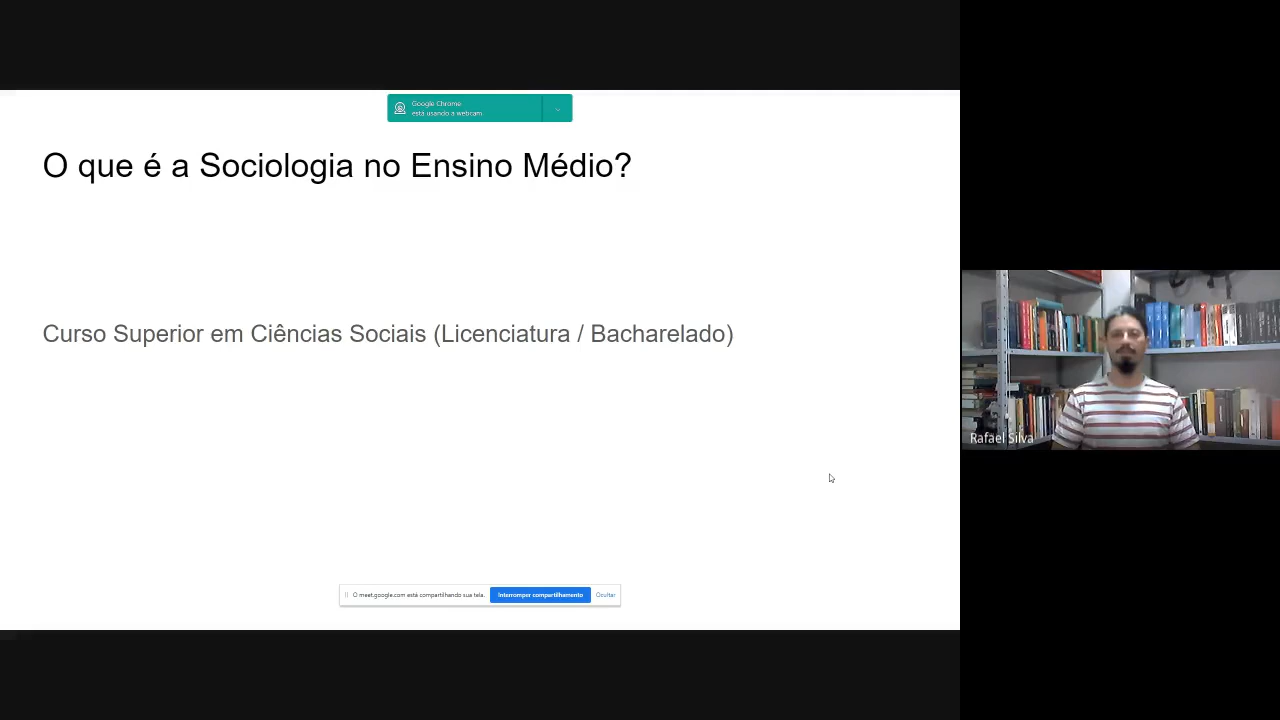 Google Chrome
está usando a webcam
O que é a Sociologia no Ensino Médio?
Curso Superior em Ciências Sociais (Licenciatura / Bacharelado)
Rafael Silva
O meet.google.com está compartilhando sua tela.
Interromper compartilhamento
Ocultar